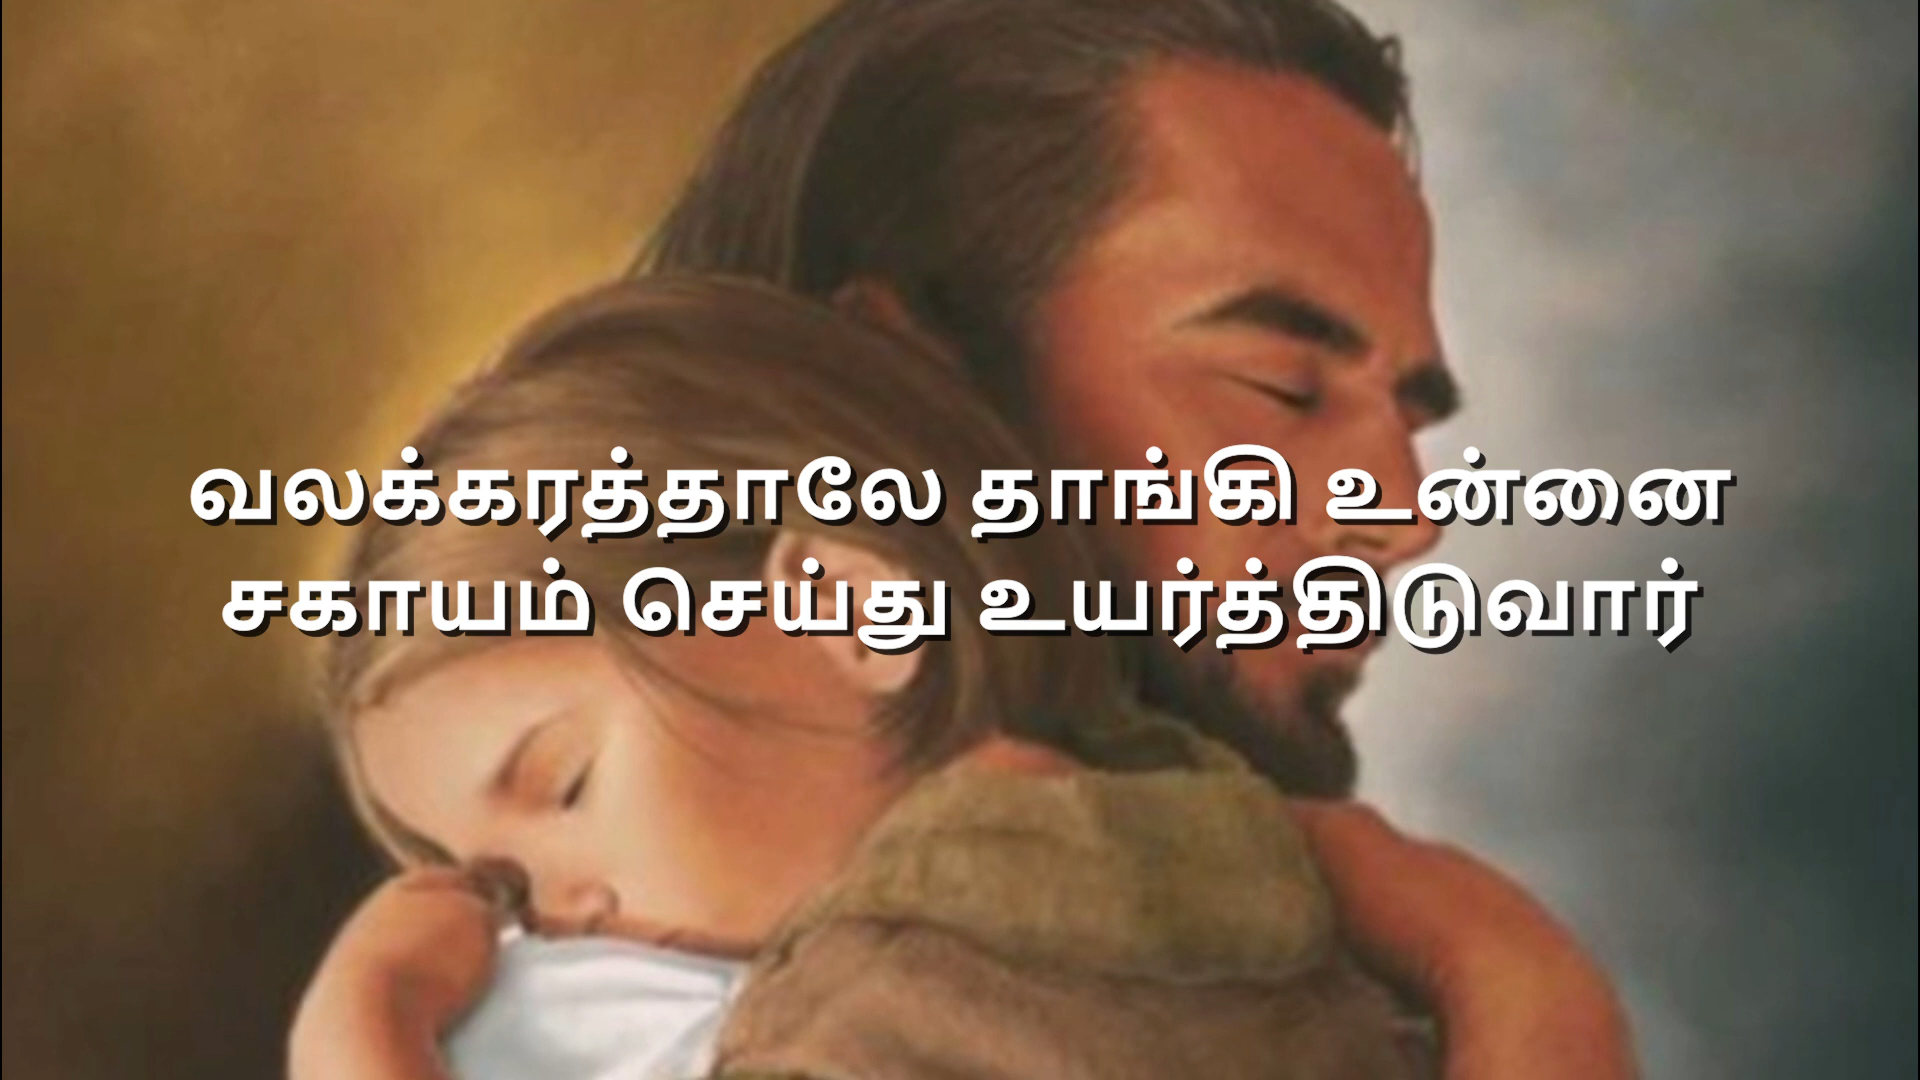 வலக்கரத்தாலே தாங்கி உன்னை
சகாயம் செய்து உயர்த்திடுவார்